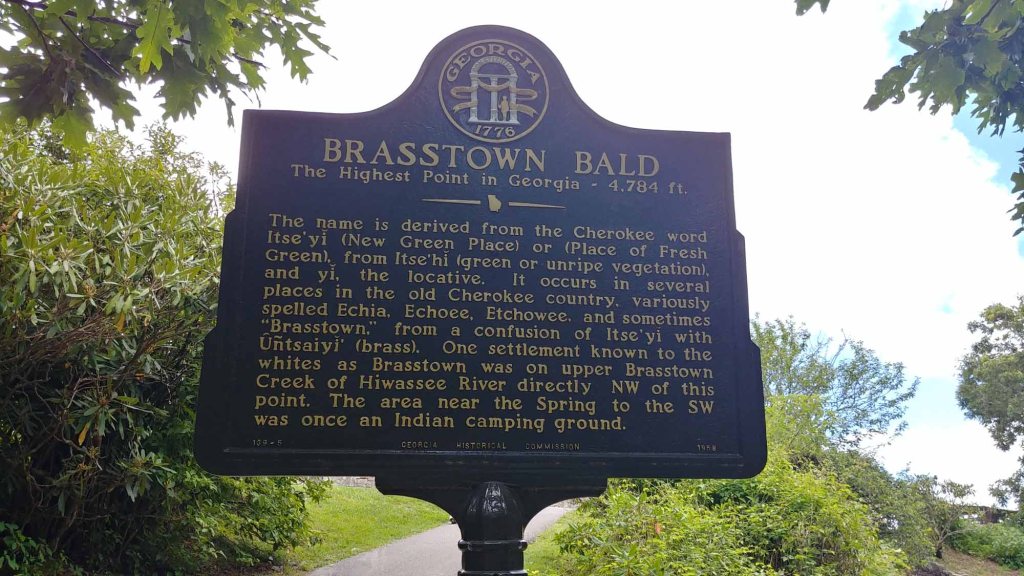 GEORGIA
1776
BRASSTOWN BALD
The Highest Point in Georgia - 4,784 ft.
The name is derived from the Cherokee word
Itse'yĭ (New Green Place) or (Place of Fresh
Green), from Itse'hĭ (green or unripe vegetation),
and yĭ, the locative. It occurs in several
places in the old Cherokee country, variously
spelled Echia, Echoee, Etchowee, and sometimes
"Brasstown," from a confusion of Itse'yĭ with
Ûñtsaiyĭ' (brass). One settlement known to the
whites as Brasstown was on upper Brasstown
Creek of Hiwassee River directly NW of this
point. The area near the Spring to the SW
was once an Indian camping ground.
GEORGIA HISTORICAL COMMISSION